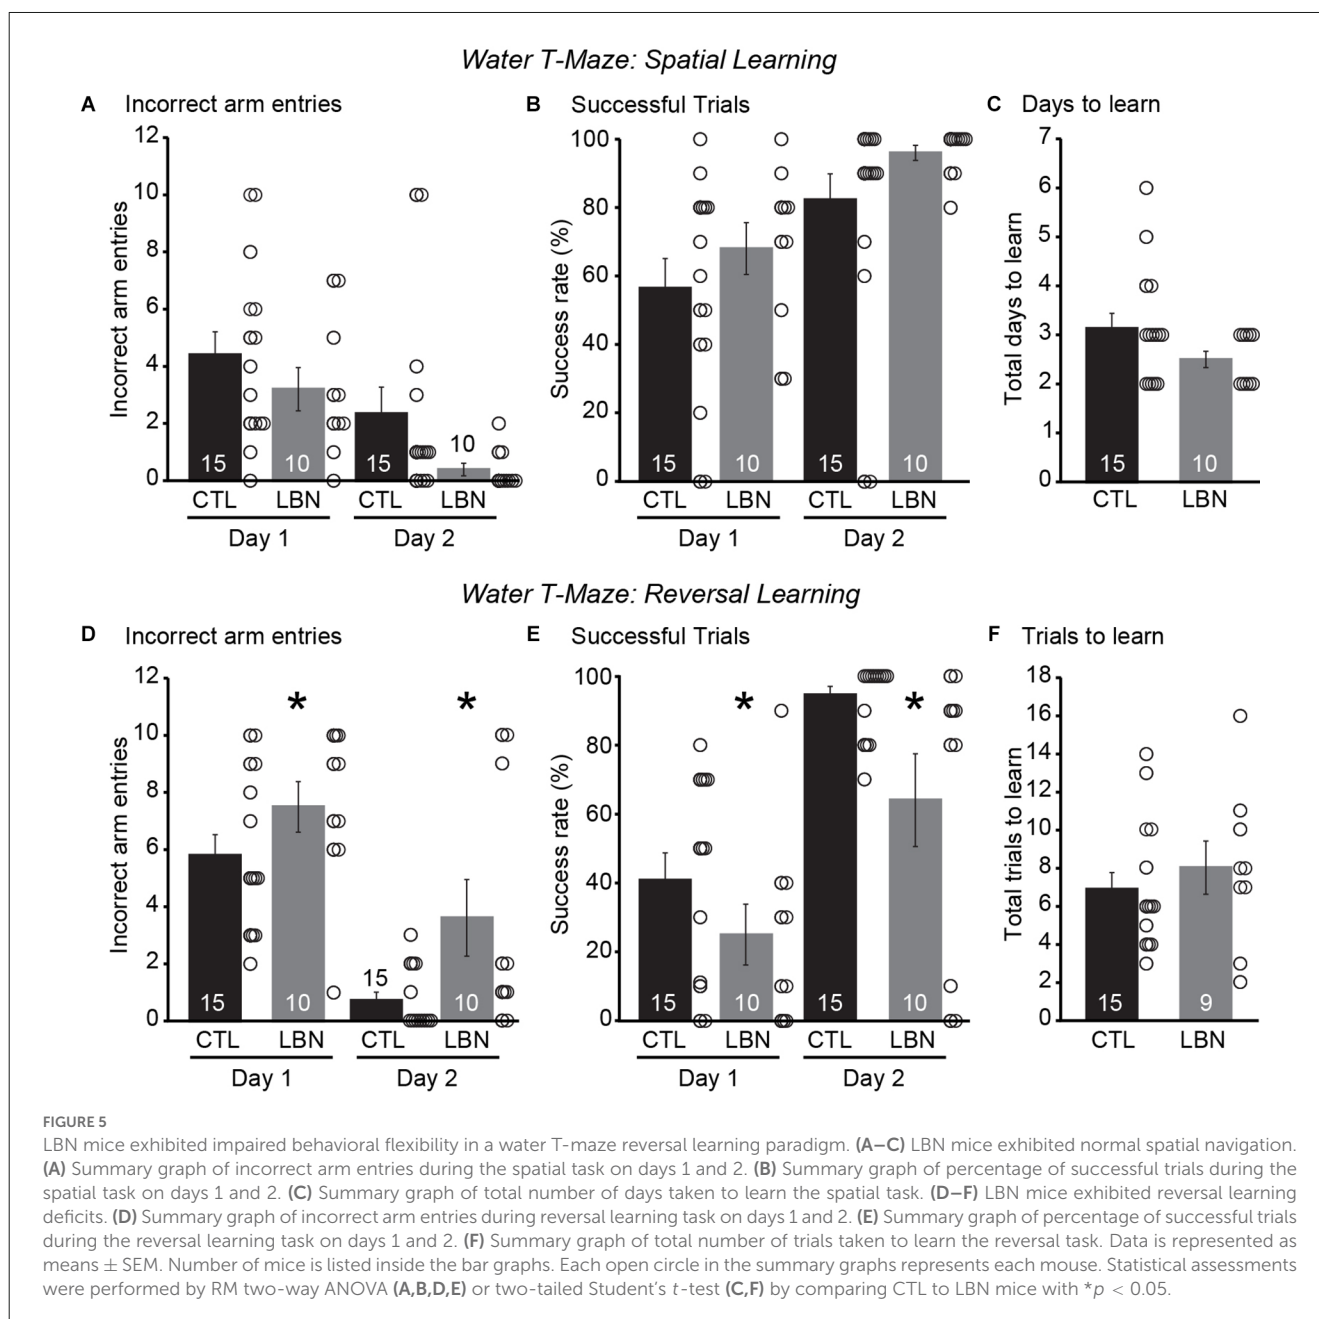 Water T-Maze: Spatial Learning
A Incorrect arm entries
B Successful Trials
C Days to learn
Incorrect arm entries
12
10
8
6
4
2
0
15
10
15
10
CTL LBN CTL LBN
Day 1 Day 2
Success rate (%)
100
80
60
40
20
0
15
10
15
10
CTL LBN CTL LBN
Day 1 Day 2
Total days to learn
7
6
5
4
3
2
1
0
15
10
CTL LBN
Water T-Maze: Reversal Learning
D Incorrect arm entries
E Successful Trials
F Trials to learn
Incorrect arm entries
12
10
8
6
4
2
0
* *
15
10
15
10
CTL LBN CTL LBN
Day 1 Day 2
Success rate (%)
100
80
60
40
20
0
* *
15
10
15
10
CTL LBN CTL LBN
Day 1 Day 2
Total trials to learn
18
16
14
12
10
8
6
4
2
0
15
9
CTL LBN
FIGURE 5
LBN mice exhibited impaired behavioral flexibility in a water T-maze reversal learning paradigm. (A–C) LBN mice exhibited normal spatial navigation.
(A) Summary graph of incorrect arm entries during the spatial task on days 1 and 2. (B) Summary graph of percentage of successful trials during the
spatial task on days 1 and 2. (C) Summary graph of total number of days taken to learn the spatial task. (D–F) LBN mice exhibited reversal learning
deficits. (D) Summary graph of incorrect arm entries during reversal learning task on days 1 and 2. (E) Summary graph of percentage of successful trials
during the reversal learning task on days 1 and 2. (F) Summary graph of total number of trials taken to learn the reversal task. Data is represented as
means ± SEM. Number of mice is listed inside the bar graphs. Each open circle in the summary graphs represents each mouse. Statistical assessments
were performed by RM two-way ANOVA (A,B,D,E) or two-tailed Student's t-test (C,F) by comparing CTL to LBN mice with *p < 0.05.